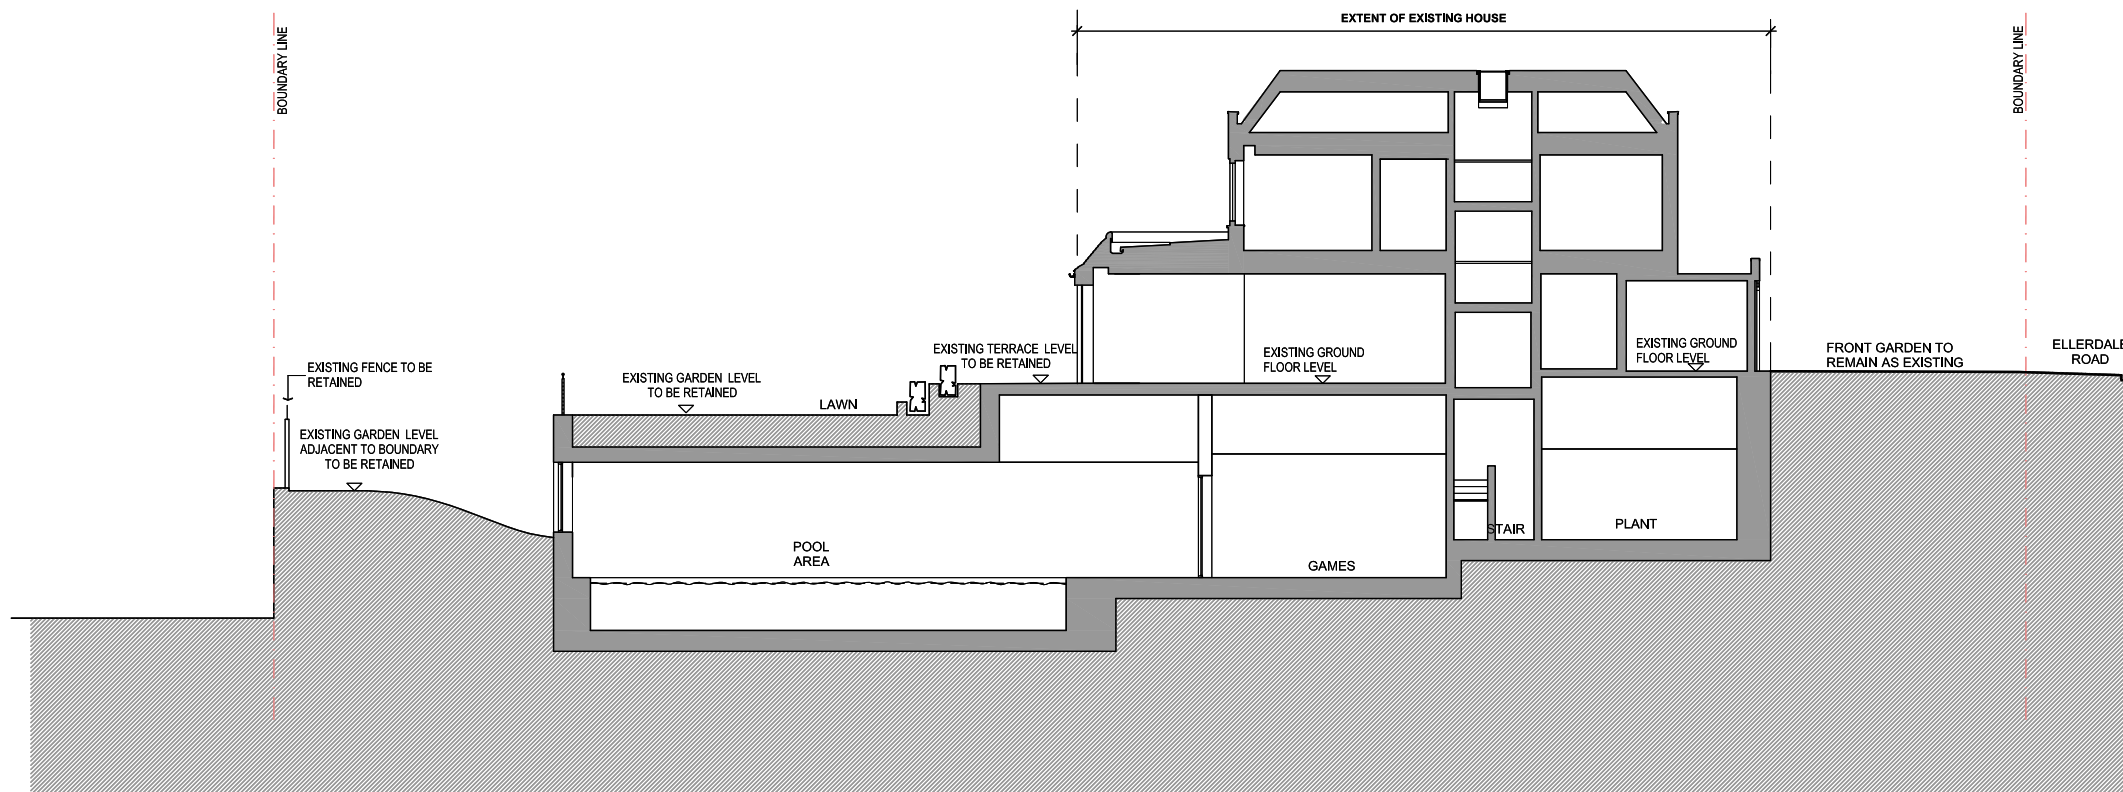 EXTENT OF EXISTING HOUSE
BOUNDARY LINE
BOUNDARY LINE
EXISTING FENCE TO BE
RETAINED
EXISTING GARDEN LEVEL
ADJACENT TO BOUNDARY
TO BE RETAINED
EXISTING GARDEN LEVEL
TO BE RETAINED
LAWN
EXISTING TERRACE LEVEL
TO BE RETAINED
EXISTING GROUND
FLOOR LEVEL
EXISTING GROUND
FLOOR LEVEL
FRONT GARDEN TO
REMAIN AS EXISTING
ELLERDALE
ROAD
POOL
AREA
GAMES
STAIR
PLANT